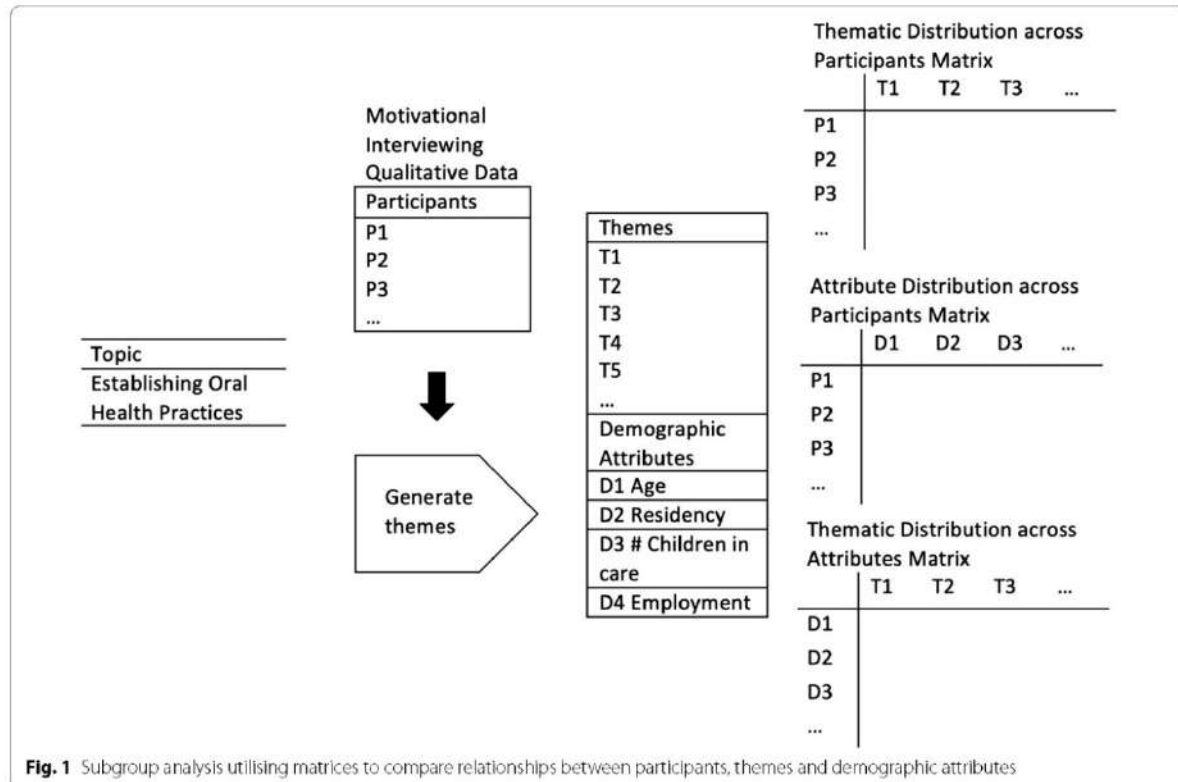 Topic
Establishing Oral
Health Practices
Motivational
Interviewing
Qualitative Data
Participants
P1
P2
P3
...
Generate
themes
Themes
T1
T2
T3
T4
T5
...
Demographic
Attributes
D1 Age
D2 Residency
D3 # Children in
care
D4 Employment
Thematic Distribution across
Participants Matrix
T1 T2 T3 ...
P1
P2
P3
...
Attribute Distribution across
Participants Matrix
D1 D2 D3 ...
P1
P2
P3
...
Thematic Distribution across
Attributes Matrix
T1 T2 T3 ...
D1
D2
D3
...
Fig. 1 Subgroup analysis utilising matrices to compare relationships between participants, themes and demographic attributes